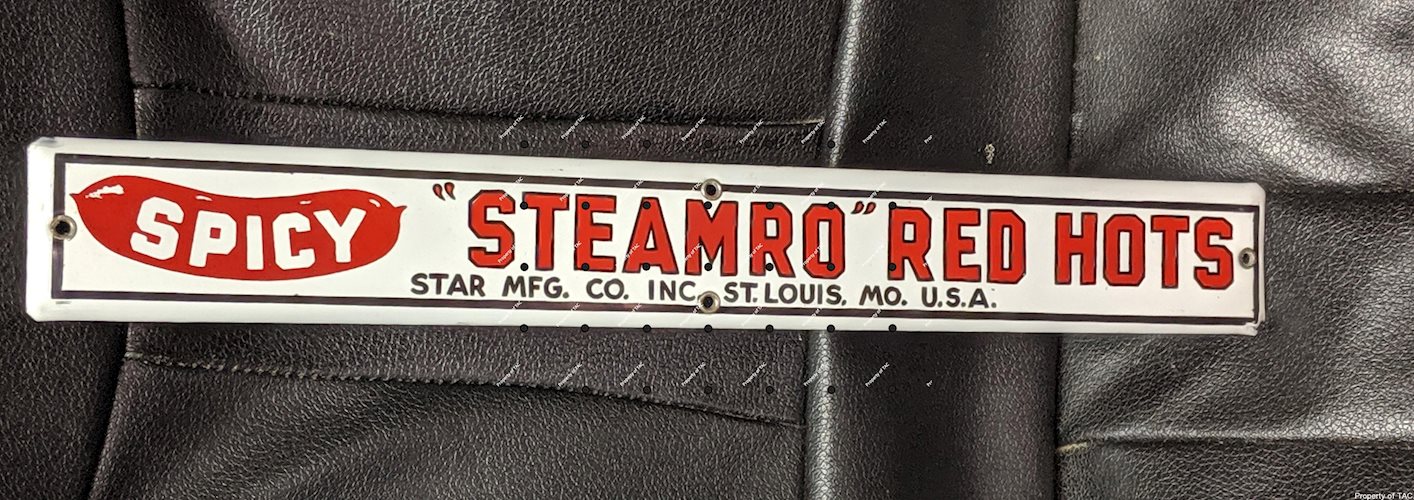 SPICY "STEAMRO" RED HOTS
STAR MFG. CO. INC. ST. LOUIS, MO. U.S.A.
Property of TAC